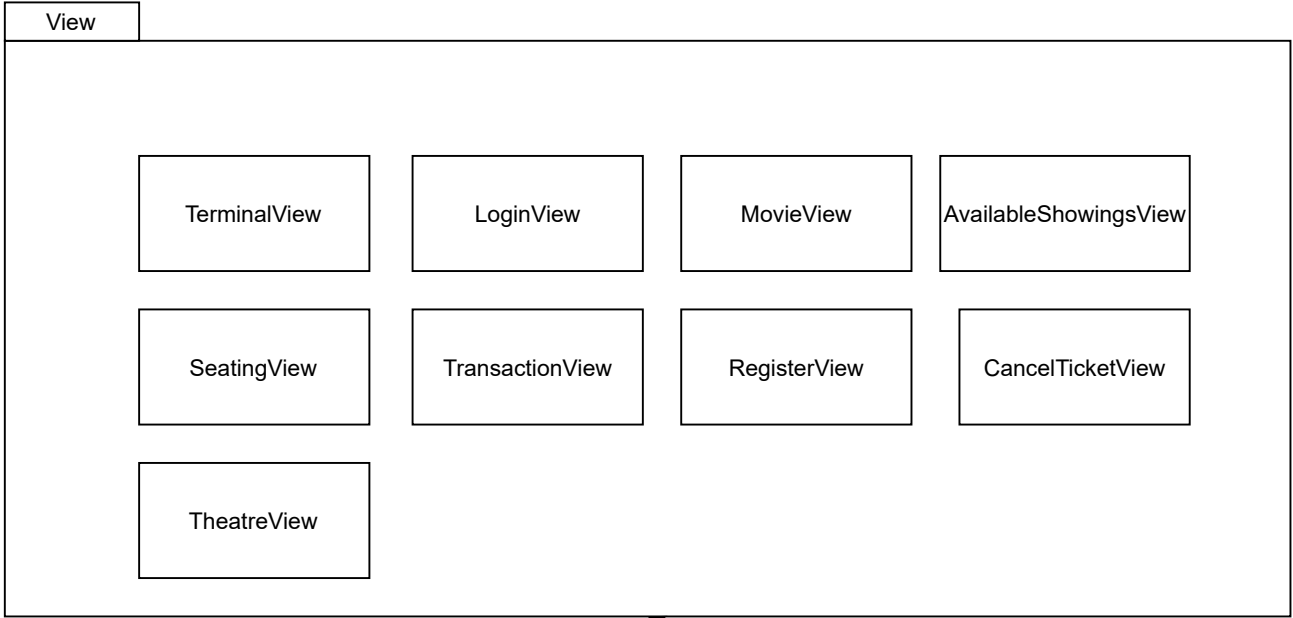 View
TerminalView
LoginView
MovieView
AvailableShowingsView
SeatingView
TransactionView
RegisterView
CancelTicketView
TheatreView